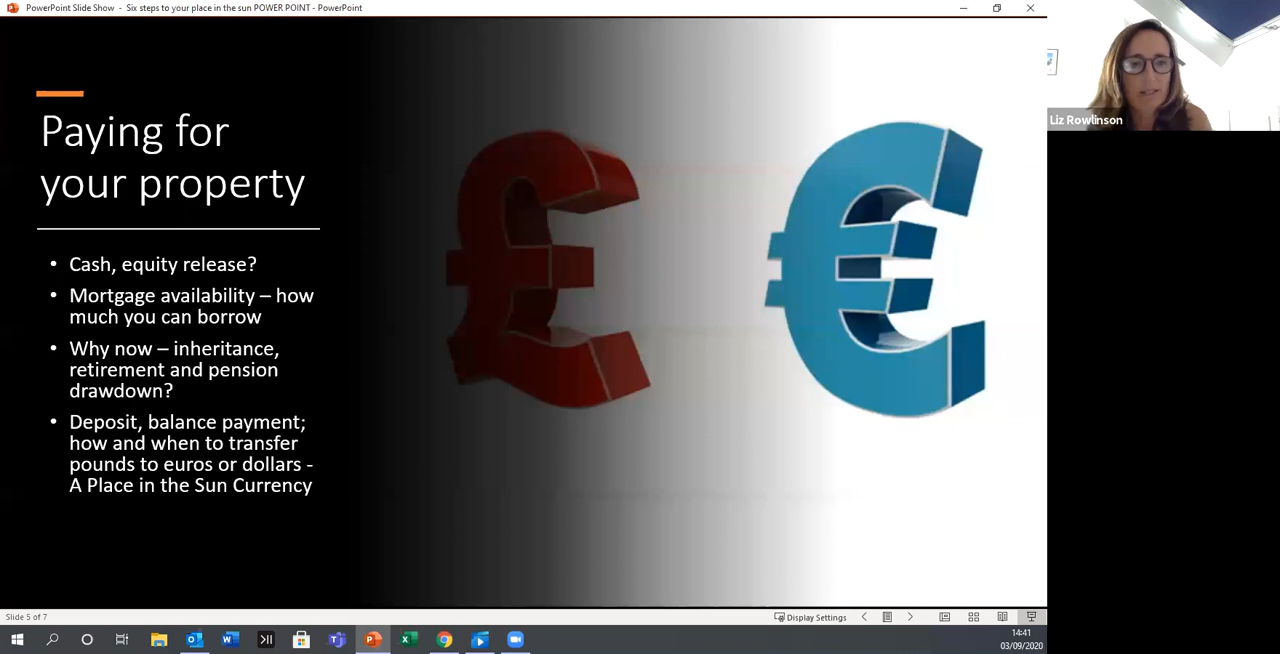 PowerPoint Slide Show - Six steps to your place in the sun POWER POINT - PowerPoint
Liz Rowlinson
Paying for
your property
• Cash, equity release?
• Mortgage availability – how
much you can borrow
• Why now – inheritance,
retirement and pension
drawdown?
• Deposit, balance payment;
how and when to transfer
pounds to euros or dollars -
A Place in the Sun Currency
£ €
Slide 5 of 7
Display Settings
14:41
03/09/2020